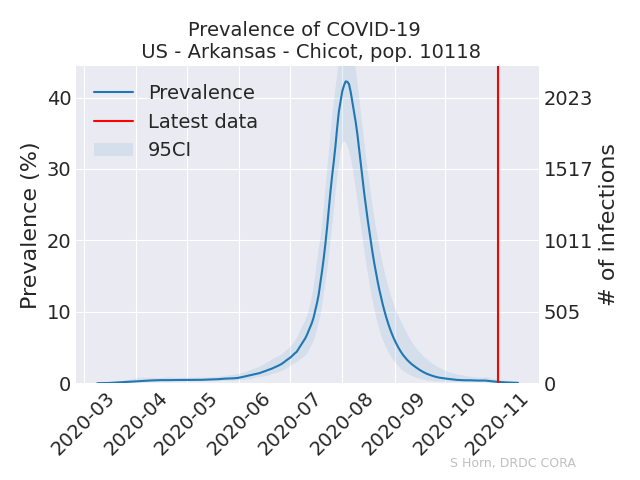 Prevalence of COVID-19
US - Arkansas - Chicot, pop. 10118
Prevalence
Latest data
95CI
Prevalence (%)
40
30
20
10
0
2023
1517
1011
505
0
# of infections
2020-03
2020-04
2020-05
2020-06
2020-07
2020-08
2020-09
2020-10
2020-11
S Horn, DRDC CORA